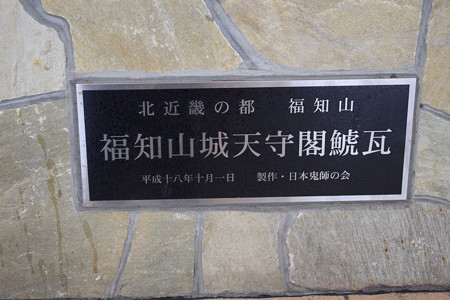 北近畿の都　福知山
福知山城天守閣鯱瓦
平成十八年十月一日　製作・日本鬼師の会